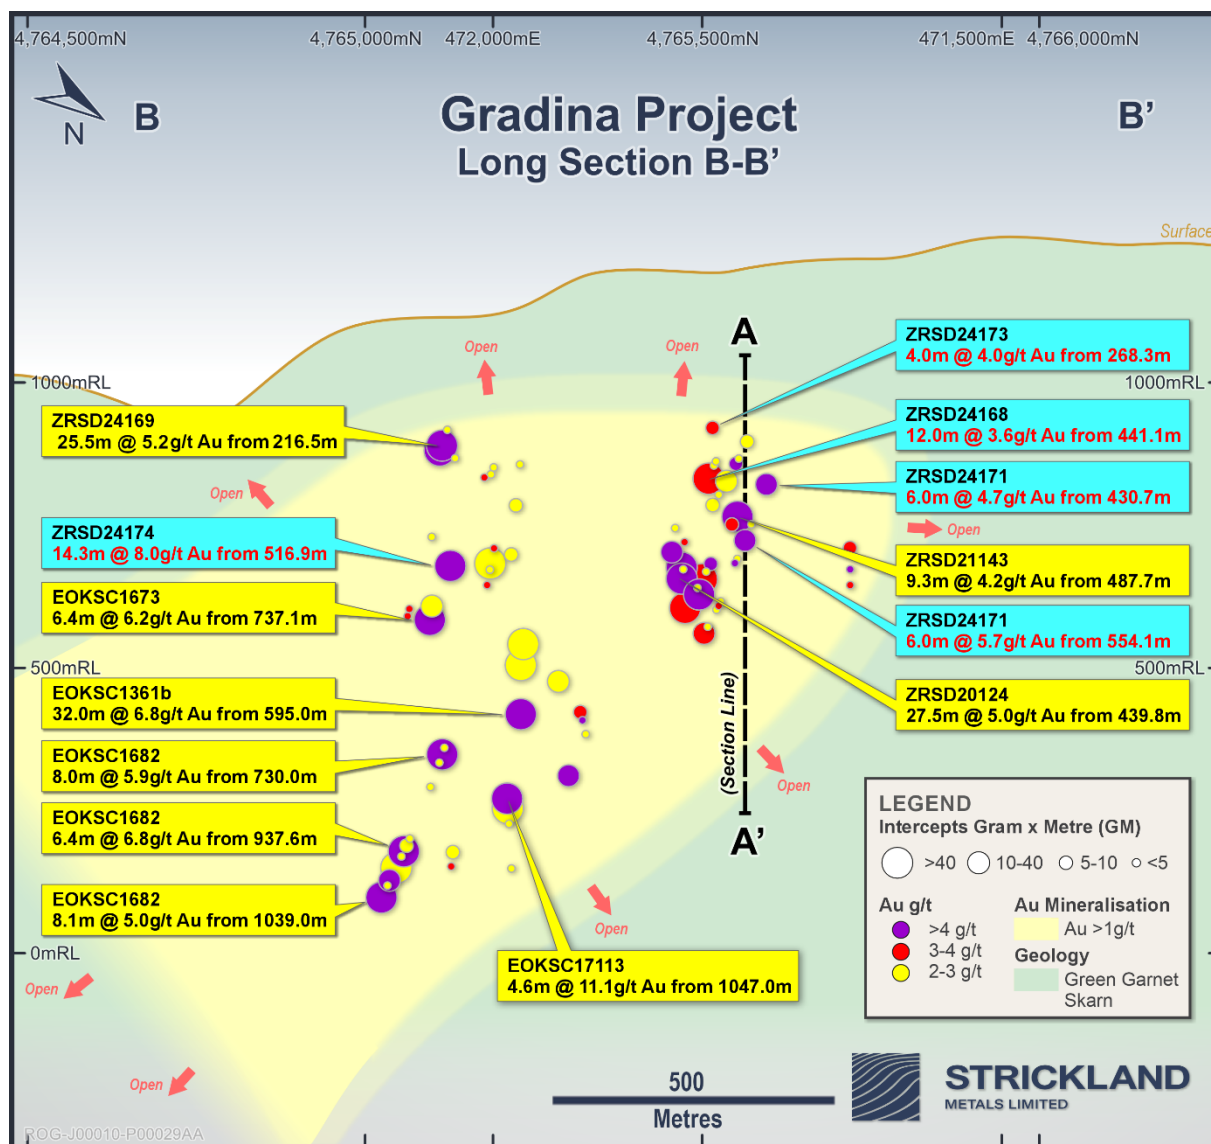 4,764,500mN
4,765,000mN
472,000mE
4,765,500mN
471,500mE
4,766,000mN
N
B
Gradina Project
Long Section B-B’
B’
Surface
Open
Open
A
1000mRL
1000mRL
ZRSD24173
4.0m @ 4.0g/t Au from 268.3m
ZRSD24169
25.5m @ 5.2g/t Au from 216.5m
ZRSD24168
12.0m @ 3.6g/t Au from 441.1m
Open
ZRSD24171
6.0m @ 4.7g/t Au from 430.7m
ZRSD24174
14.3m @ 8.0g/t Au from 516.9m
Open
ZRSD21143
9.3m @ 4.2g/t Au from 487.7m
EOKSC1673
6.4m @ 6.2g/t Au from 737.1m
ZRSD24171
6.0m @ 5.7g/t Au from 554.1m
500mRL
500mRL
EOKSC1361b
32.0m @ 6.8g/t Au from 595.0m
ZRSD20124
27.5m @ 5.0g/t Au from 439.8m
(Section Line)
EOKSC1682
8.0m @ 5.9g/t Au from 730.0m
Open
EOKSC1682
6.4m @ 6.8g/t Au from 937.6m
A’
EOKSC1682
8.1m @ 5.0g/t Au from 1039.0m
Open
LEGEND
Intercepts Gram x Metre (GM)
>40
10-40
5-10
<5
Au g/t
>4 g/t
3-4 g/t
2-3 g/t
Au Mineralisation
Au >1g/t
Geology
Green Garnet
Skarn
0mRL
EOKSC17113
4.6m @ 11.1g/t Au from 1047.0m
Open
Open
500
Metres
STRICKLAND
METALS LIMITED
ROG-J00010-P00029AA